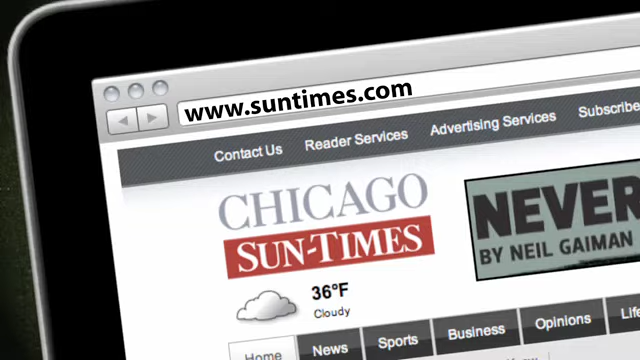 www.suntimes.com
Contact Us Reader Services Advertising Services Subscribe
CHICAGO
SUN-TIMES
NEVER
BY NEIL GAIMAN
36°F
Cloudy
Home News Sports Business Opinions Life